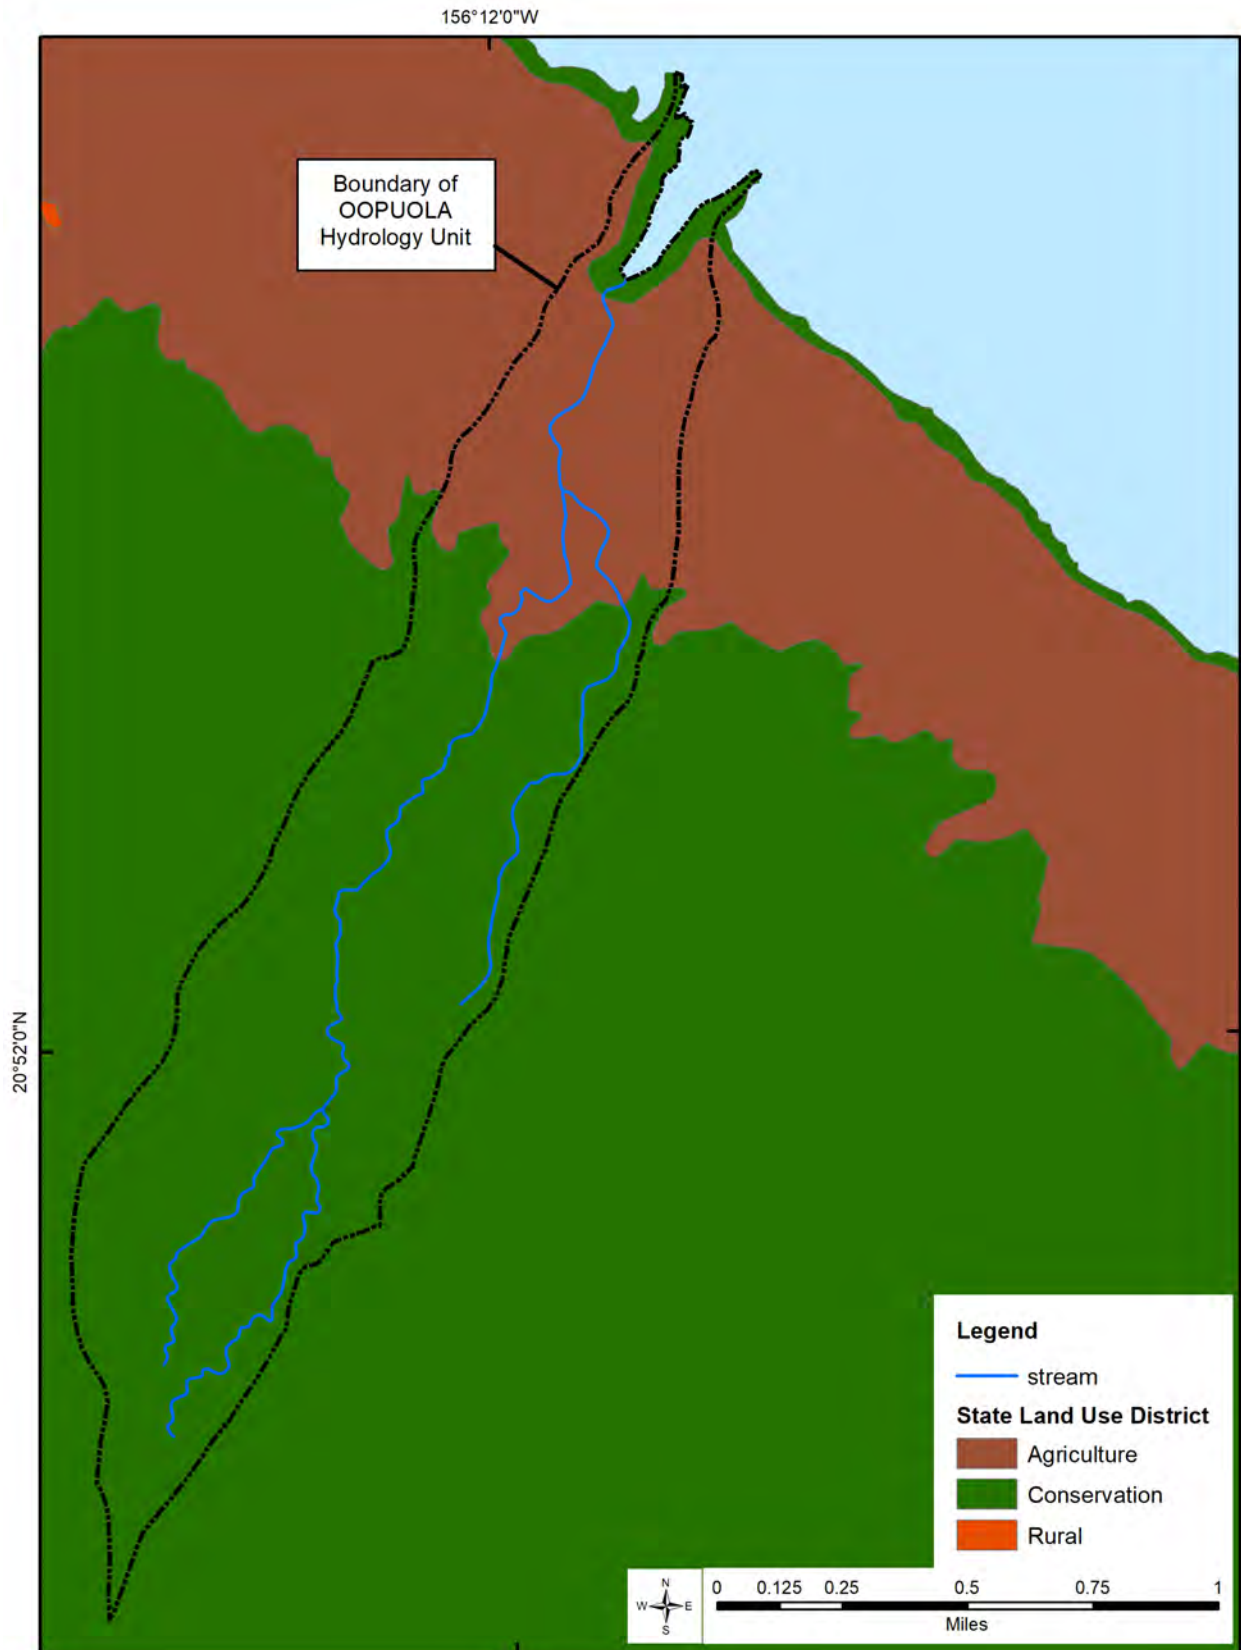 156°12'0"W
Boundary of
OOPUOLA
Hydrology Unit
20°52'0"N
Legend
stream
State Land Use District
Agriculture
Conservation
Rural
N
W E
S
0 0.125 0.25 0.5 0.75 1
Miles